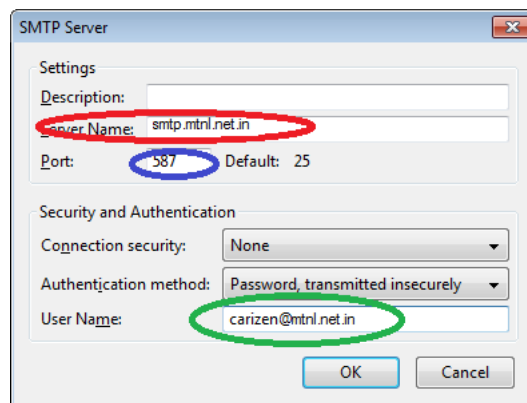 SMTP Server
Settings
Description:
Server Name: smtp.mtnl.net.in
Port: 587 Default: 25
Security and Authentication
Connection security: None
Authentication method: Password, transmitted insecurely
User Name: carizen@mtnl.net.in
OK Cancel